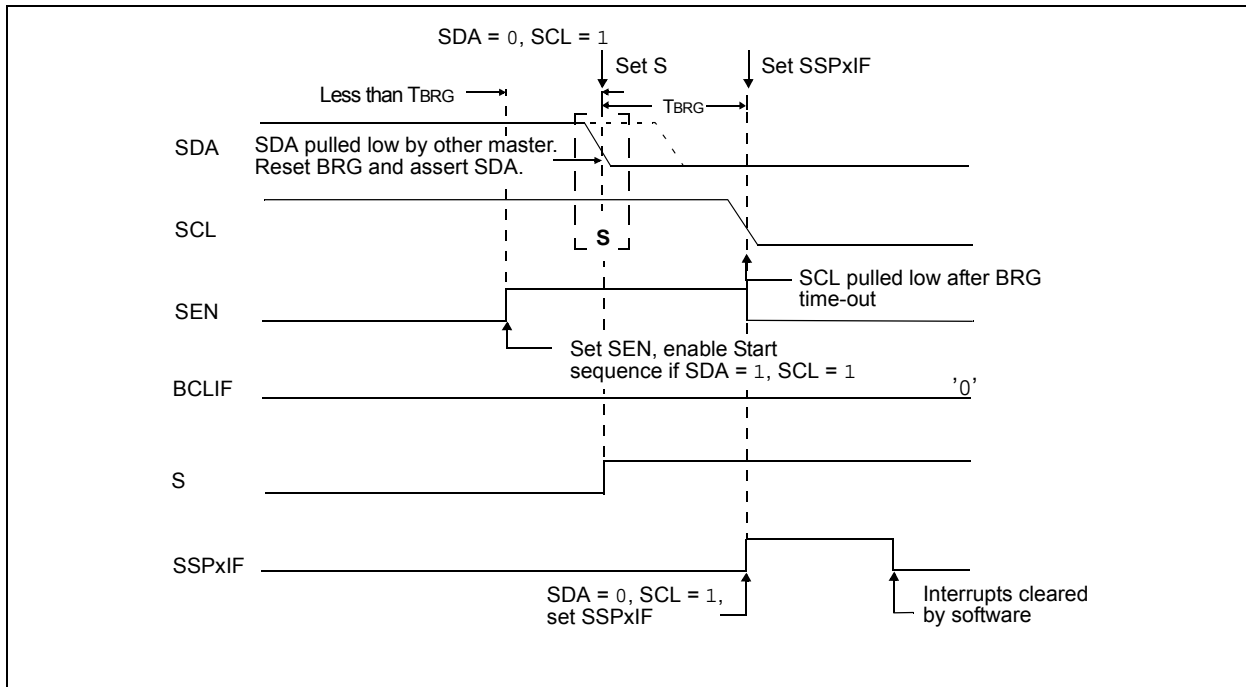 SDA = 0, SCL = 1
Set S
Set SSPxIF
Less than TBRG
TBRG
SDA
SDA pulled low by other master.
Reset BRG and assert SDA.
SCL
S
SCL pulled low after BRG
time-out
SEN
Set SEN, enable Start
sequence if SDA = 1, SCL = 1
BCLIF
'0'
S
SSPxIF
SDA = 0, SCL = 1,
set SSPxIF
Interrupts cleared
by software